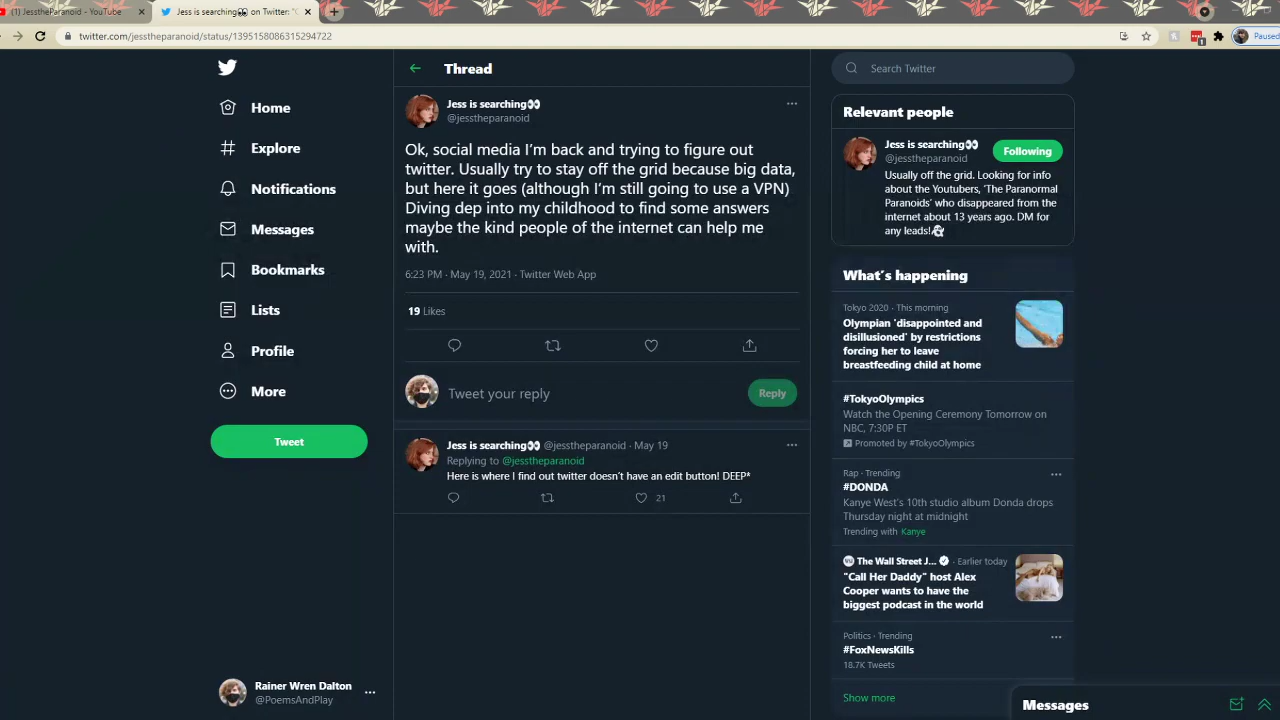 (1) JesstheParanoid - YouTube
Jess is searching👀 on Twitter: "O
twitter.com/jesstheparanoid/status/1395158086315294722
1
Paused
Home
Explore
Notifications
Messages
Bookmarks
Lists
Profile
More
Tweet
Rainer Wren Dalton
@PoemsAndPlay
Thread
Jess is searching👀
@jesstheparanoid
Ok, social media I'm back and trying to figure out
twitter. Usually try to stay off the grid because big data,
but here it goes (although I'm still going to use a VPN)
Diving dep into my childhood to find some answers
maybe the kind people of the internet can help me
with.
6:23 PM · May 19, 2021 · Twitter Web App
19 Likes
Tweet your reply
Reply
Jess is searching👀 @jesstheparanoid · May 19
Replying to @jesstheparanoid
Here is where I find out twitter doesn't have an edit button! DEEP*
21
Search Twitter
Relevant people
Jess is searching👀
@jesstheparanoid
Following
Usually off the grid. Looking for info
about the Youtubers, 'The Paranormal
Paranoids' who disappeared from the
internet about 13 years ago. DM for
any leads!👻
What's happening
Tokyo 2020 · This morning
Olympian 'disappointed and
disillusioned' by restrictions
forcing her to leave
breastfeeding child at home
#TokyoOlympics
Watch the Opening Ceremony Tomorrow on
NBC, 7:30P ET
Promoted by #TokyoOlympics
Rap · Trending
#DONDA
Kanye West's 10th studio album Donda drops
Thursday night at midnight
Trending with Kanye
The Wall Street J... · Earlier today
"Call Her Daddy" host Alex
Cooper wants to have the
biggest podcast in the world
Politics · Trending
#FoxNewsKills
18.7K Tweets
Show more
Messages